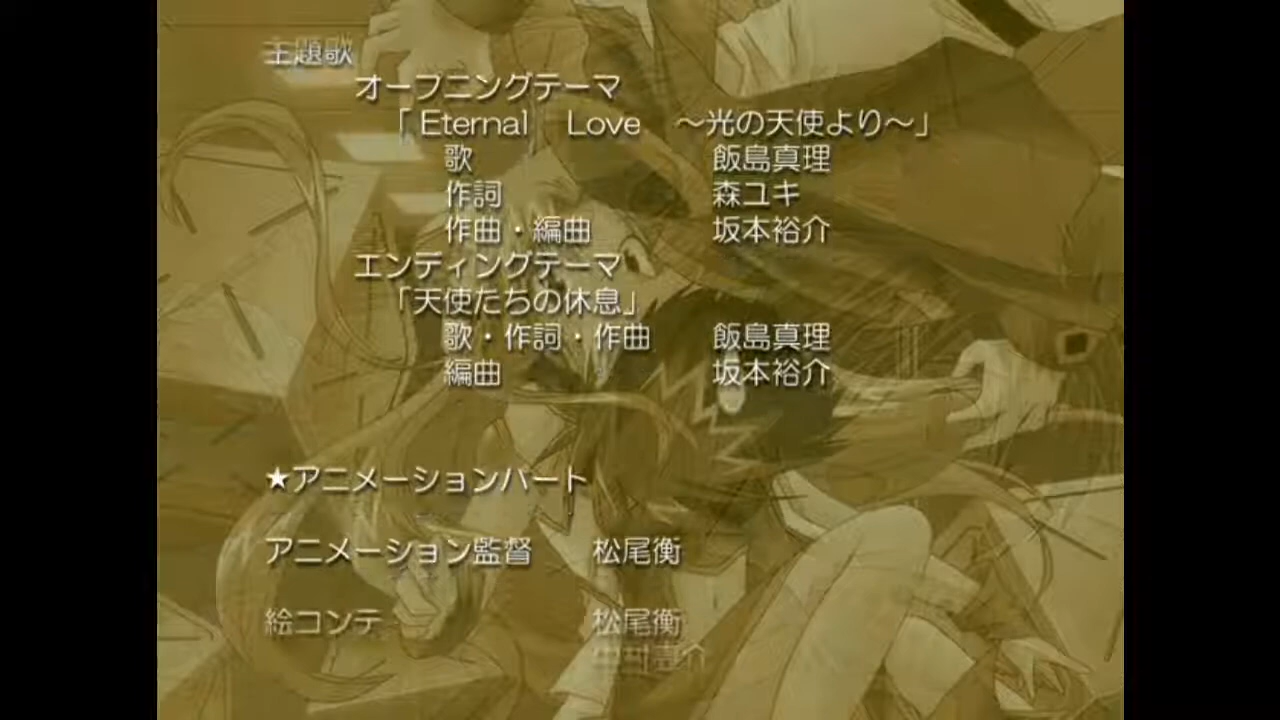 主題歌
オープニングテーマ
「Eternal Love ～光の天使より～」
歌 飯島真理
作詞 森ユキ
作曲・編曲 坂本裕介
エンディングテーマ
「天使たちの休息」
歌・作詞・作曲 飯島真理
編曲 坂本裕介
★アニメーションパート
アニメーション監督 松尾衡
絵コンテ 松尾衡